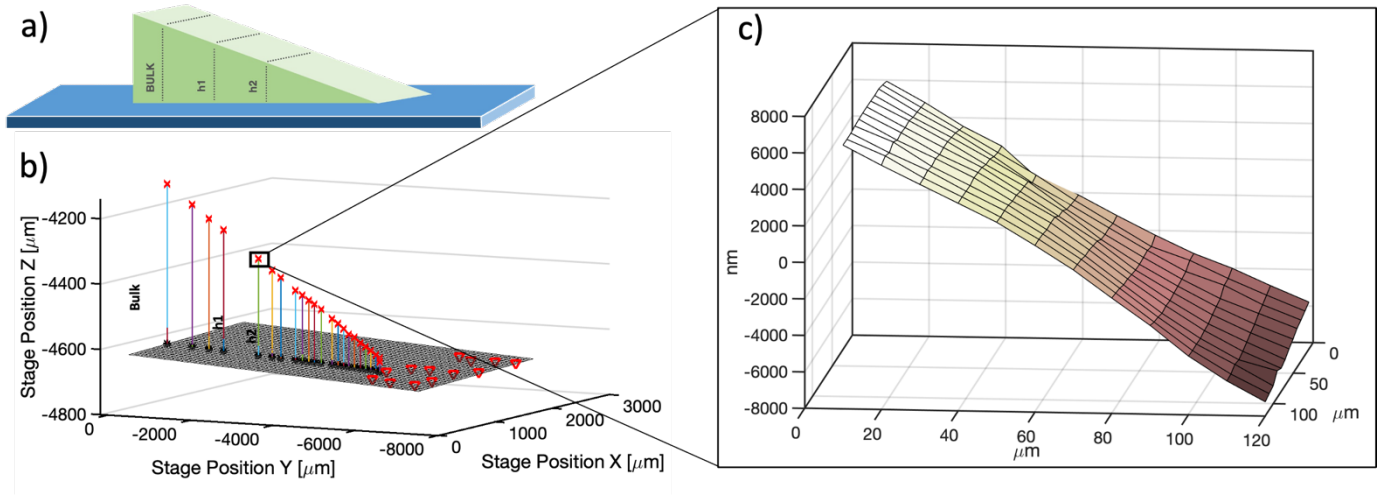 a)
BULK
h1
h2
b)
Stage Position Z [μm]
-4200
-4400
-4600
-4800
Bulk
h1
h2
0
-2000
-4000
-6000
-8000
Stage Position Y [μm]
0
1000
2000
3000
Stage Position X [μm]
c)
nm
8000
6000
4000
2000
0
-2000
-4000
-6000
-8000
0
20
40
60
80
100
120
μm
0
50
100
μm